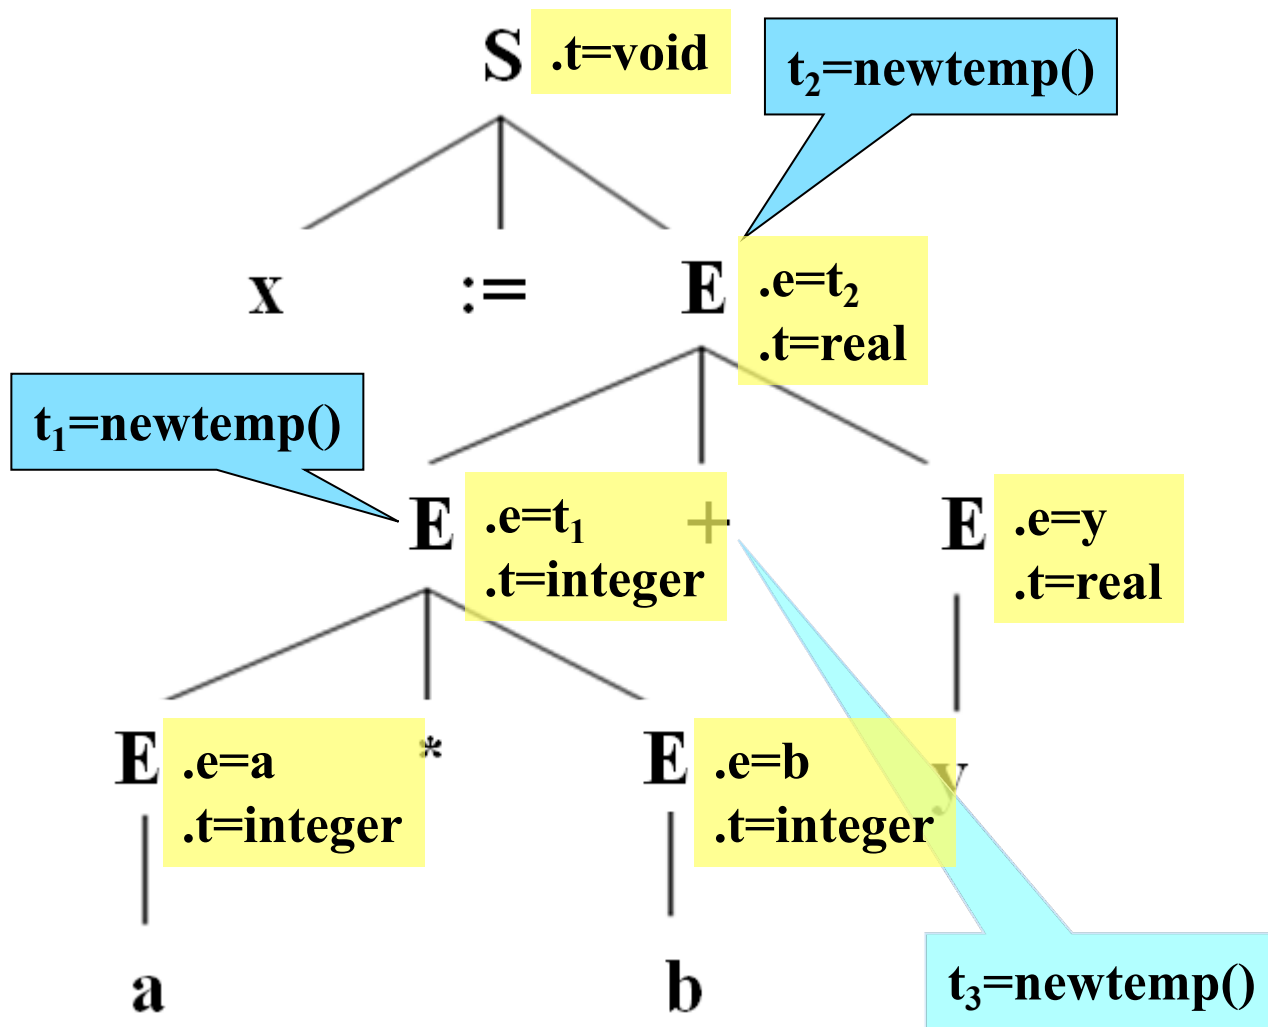 S .t=void
t₂=newtemp()
x := E .e=t₂
.t=real
t₁=newtemp()
E .e=t₁ + E .e=y
.t=integer .t=real
E .e=a * E .e=b y
.t=integer .t=integer
a b
t₃=newtemp()